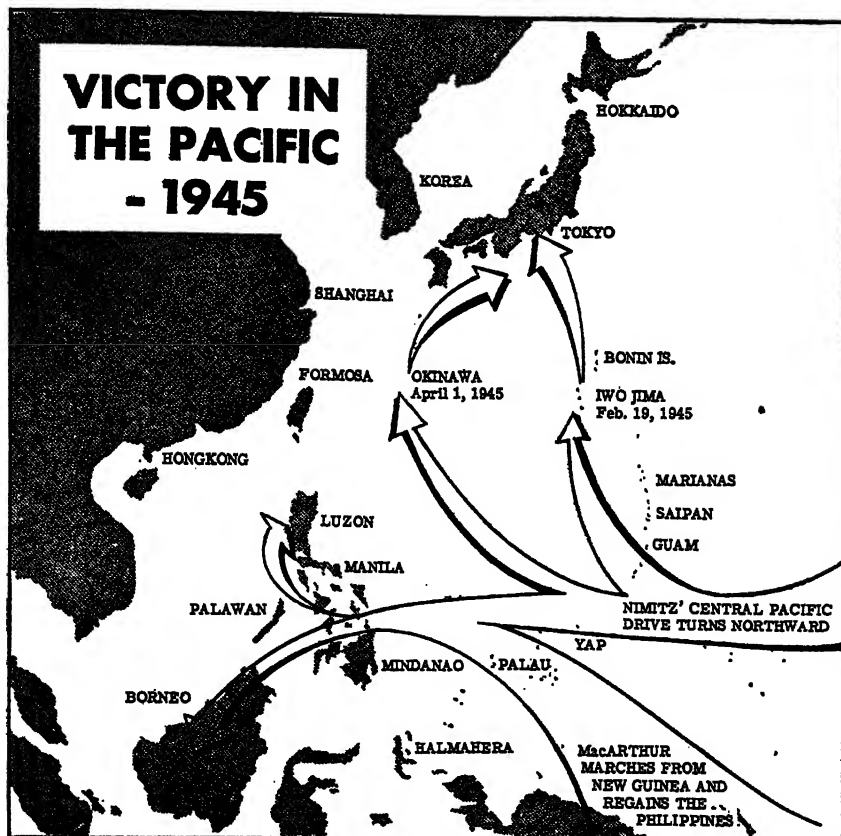 VICTORY IN
THE PACIFIC
- 1945
HOKKAIDO
KOREA
TOKYO
SHANGHAI
BONIN IS.
FORMOSA
OKINAWA
April 1, 1945
IWO JIMA
Feb. 19, 1945
HONGKONG
MARIANAS
SAIPAN
LUZON
GUAM
MANILA
PALAWAN
NIMITZ' CENTRAL PACIFIC
DRIVE TURNS NORTHWARD
YAP
MINDANAO
PALAU
BORNEO
HALMAHERA
MacARTHUR
MARCHES FROM
NEW GUINEA AND
REGAINS THE
PHILIPPINES